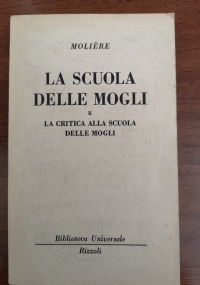 MOLIÈRE
LA SCUOLA
DELLE MOGLI
E
LA CRITICA ALLA SCUOLA
DELLE MOGLI
Biblioteca Universale
Rizzoli